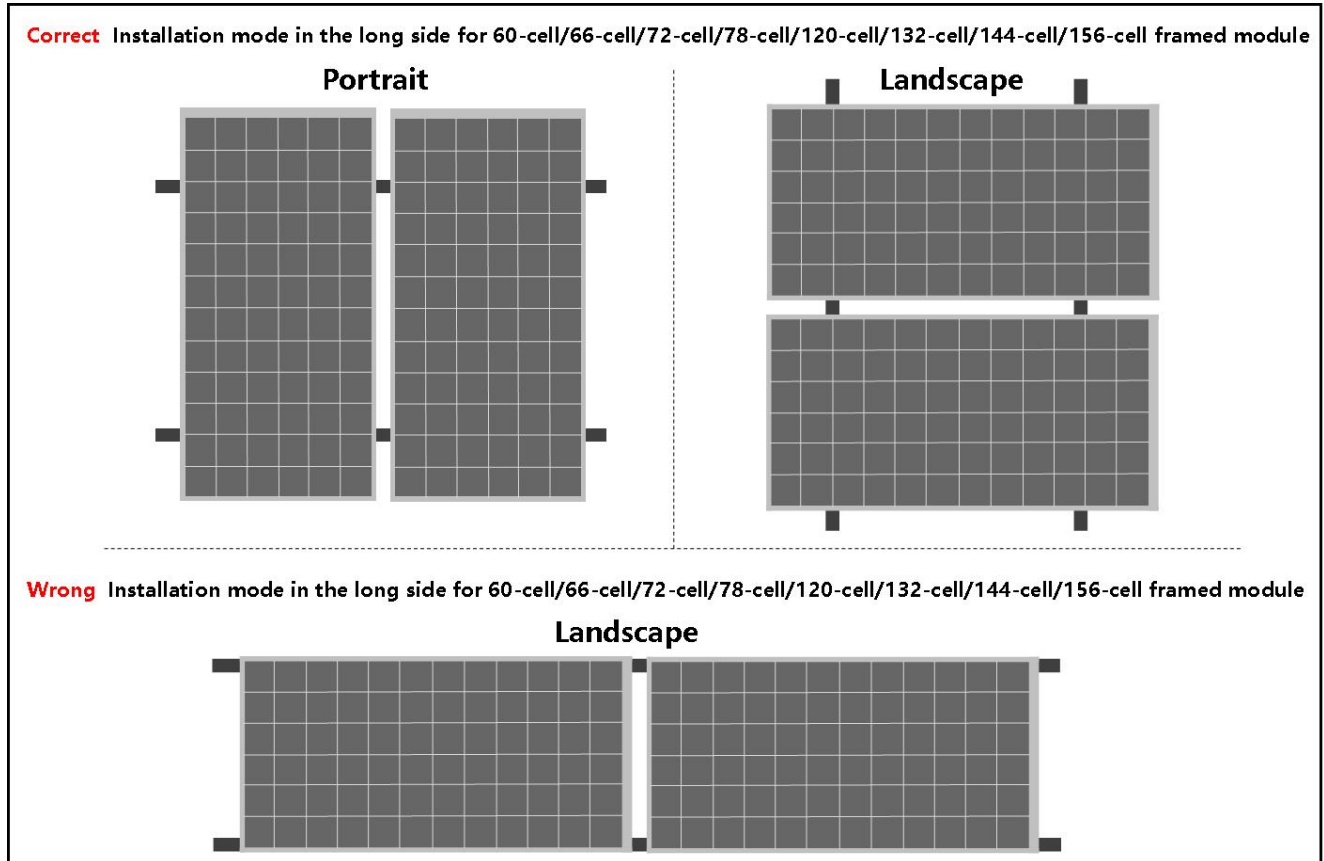 Correct Installation mode in the long side for 60-cell/66-cell/72-cell/78-cell/120-cell/132-cell/144-cell/156-cell framed module
Portrait
Landscape
Wrong Installation mode in the long side for 60-cell/66-cell/72-cell/78-cell/120-cell/132-cell/144-cell/156-cell framed module
Landscape